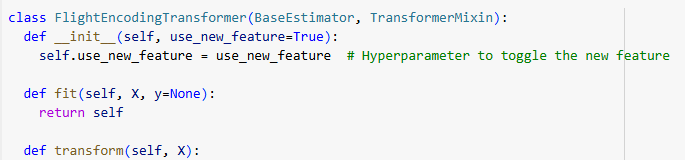 class FlightEncodingTransformer(BaseEstimator, TransformerMixin):
  def __init__(self, use_new_feature=True):
    self.use_new_feature = use_new_feature  # Hyperparameter to toggle the new feature

  def fit(self, X, y=None):
    return self

  def transform(self, X):